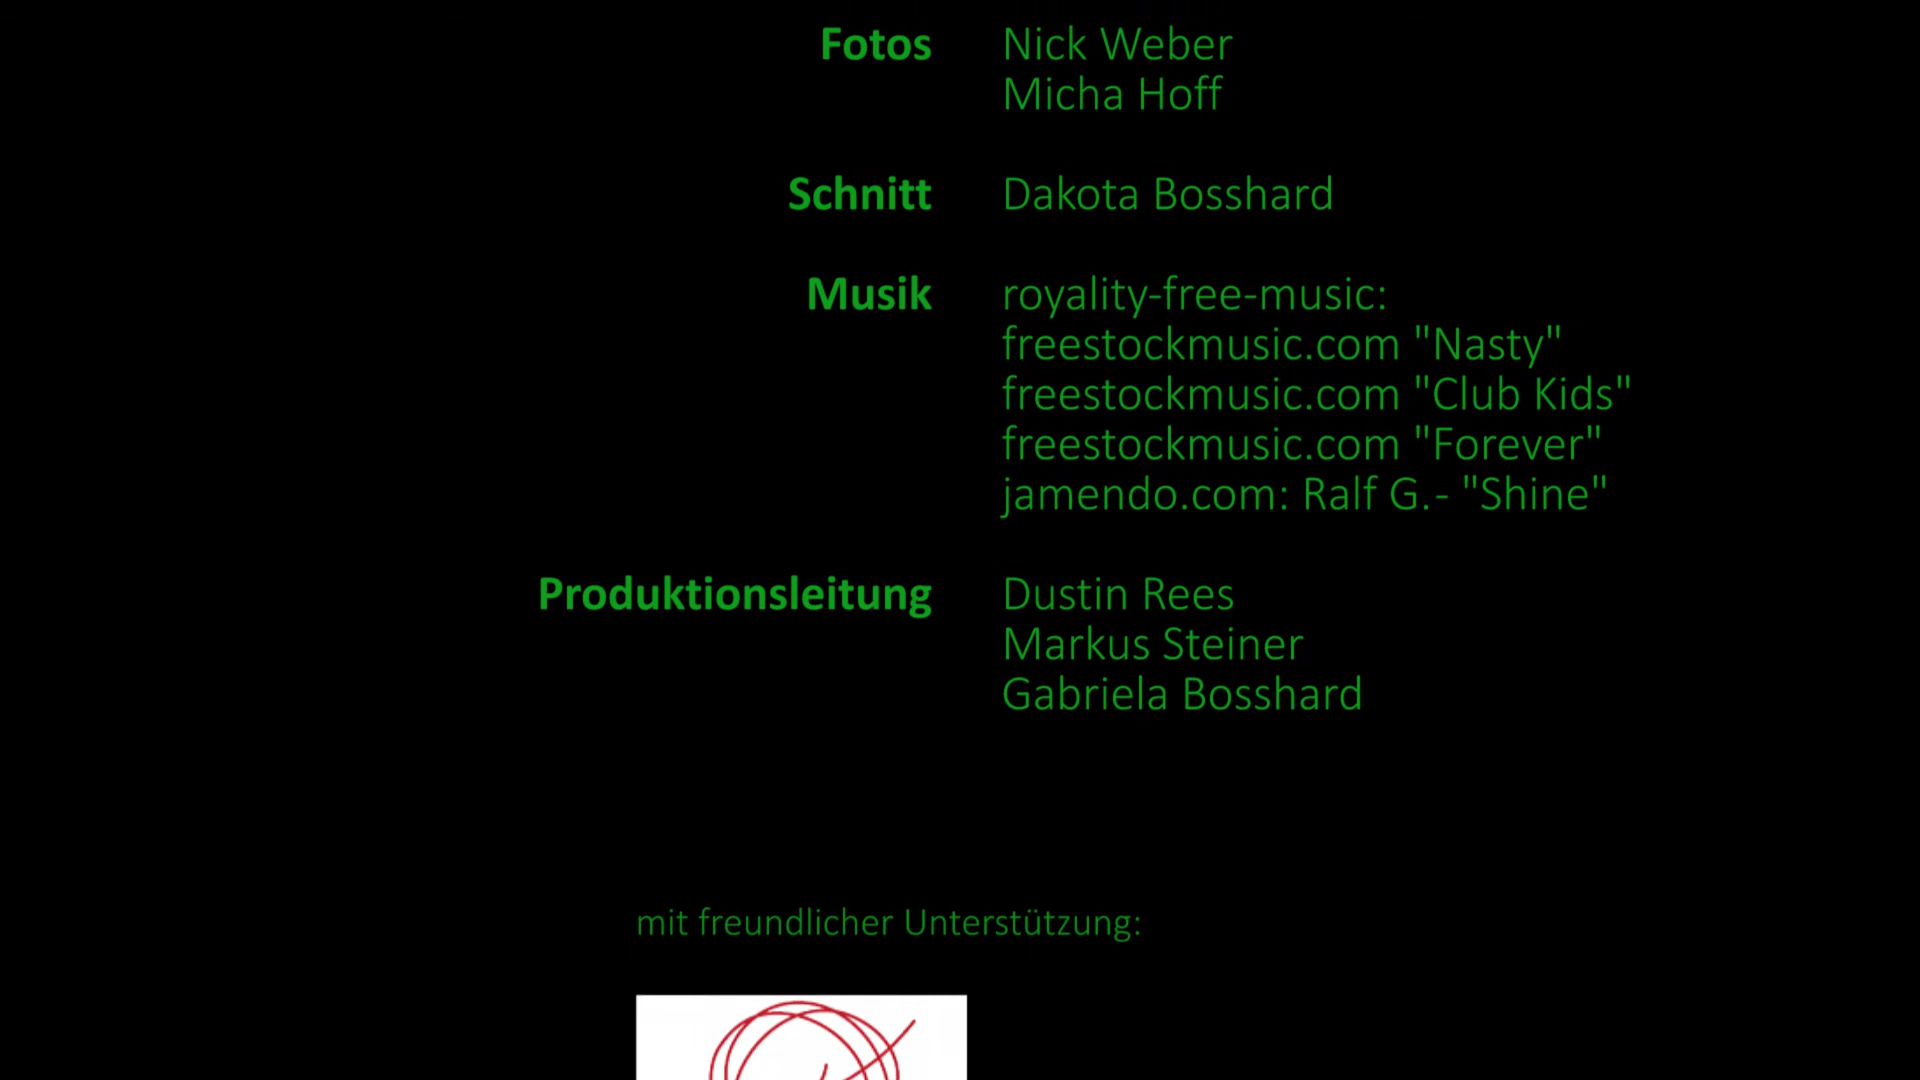 Fotos Nick Weber
Micha Hoff
Schnitt Dakota Bosshard
Musik royality-free-music:
freestockmusic.com "Nasty"
freestockmusic.com "Club Kids"
freestockmusic.com "Forever"
jamendo.com: Ralf G.- "Shine"
Produktionsleitung Dustin Rees
Markus Steiner
Gabriela Bosshard
mit freundlicher Unterstützung: